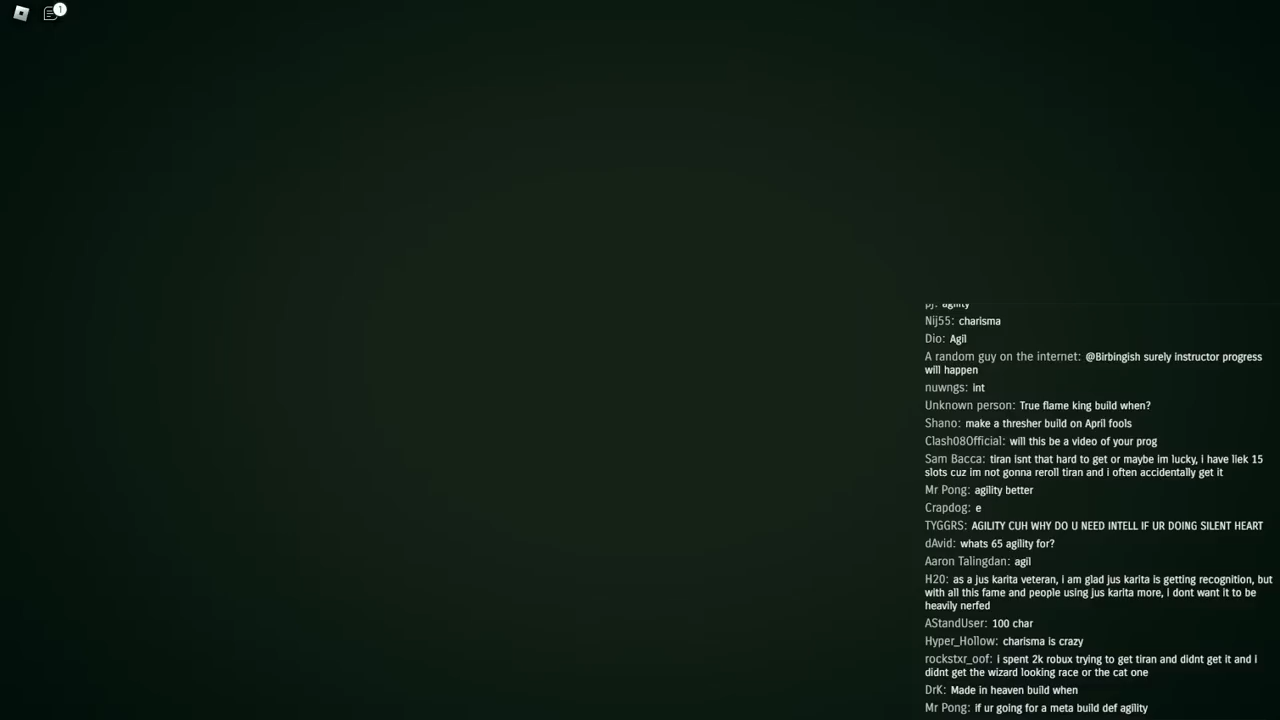 1
pj: agility
Nij55: charisma
Dio: Agil
A random guy on the internet: @Birbingish surely instructor progress
will happen
nuwngs: int
Unknown person: True flame king build when?
Shano: make a thresher build on April fools
Clash08Official: will this be a video of your prog
Sam Bacca: tiran isnt that hard to get or maybe im lucky, i have liek 15
slots cuz im not gonna reroll tiran and i often accidentally get it
Mr Pong: agility better
Crapdog: e
TYGGRS: AGILITY CUH WHY DO U NEED INTELL IF UR DOING SILENT HEART
dAvid: whats 65 agility for?
Aaron Talingdan: agil
H20: as a jus karita veteran, i am glad jus karita is getting recognition, but
with all this fame and people using jus karita more, i dont want it to be
heavily nerfed
AStandUser: 100 char
Hyper_Hollow: charisma is crazy
rockstxr_oof: i spent 2k robux trying to get tiran and didnt get it and i
didnt get the wizard looking race or the cat one
DrK: Made in heaven build when
Mr Pong: if ur going for a meta build def agility